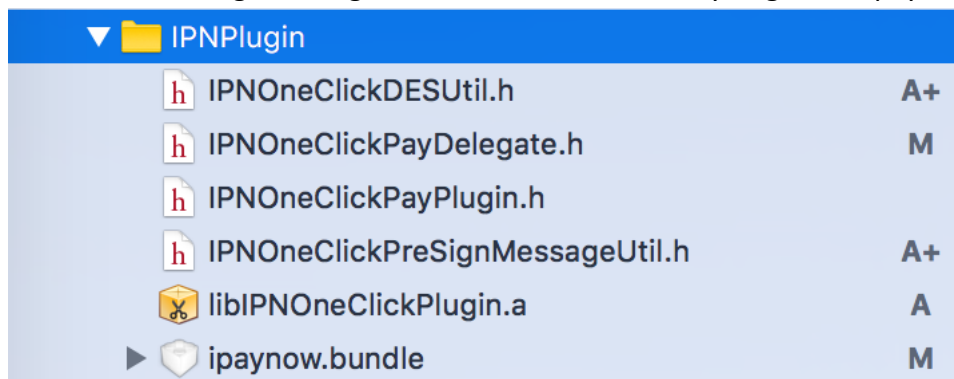 IPNPlugin
h IPNOneClickDESUtil.h A+
h IPNOneClickPayDelegate.h M
h IPNOneClickPayPlugin.h
h IPNOneClickPreSignMessageUtil.h A+
libIPNOneClickPlugin.a A
ipaynow.bundle M